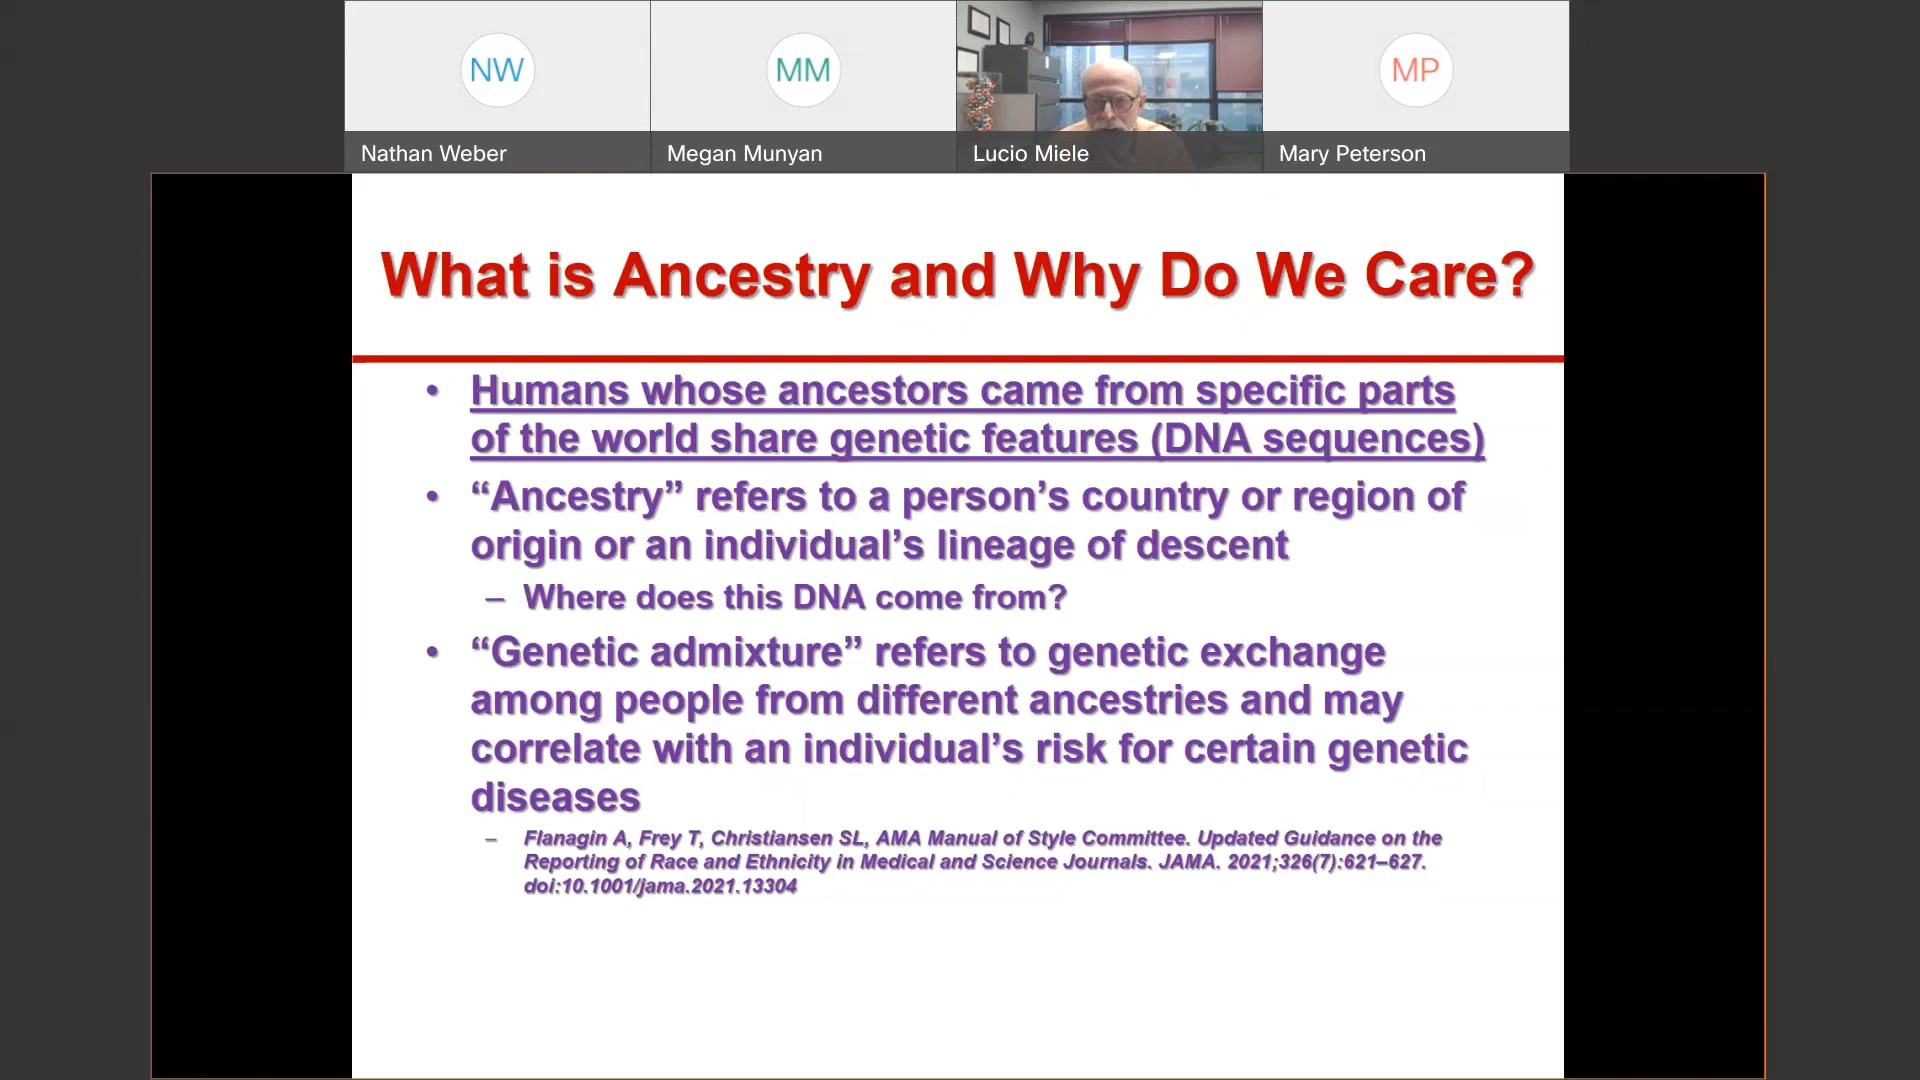 NW
MM
MP
Nathan Weber
Megan Munyan
Lucio Miele
Mary Peterson
What is Ancestry and Why Do We Care?
• Humans whose ancestors came from specific parts
of the world share genetic features (DNA sequences)
• “Ancestry” refers to a person’s country or region of
origin or an individual’s lineage of descent
– Where does this DNA come from?
• “Genetic admixture” refers to genetic exchange
among people from different ancestries and may
correlate with an individual’s risk for certain genetic
diseases
– Flanagin A, Frey T, Christiansen SL, AMA Manual of Style Committee. Updated Guidance on the
Reporting of Race and Ethnicity in Medical and Science Journals. JAMA. 2021;326(7):621–627.
doi:10.1001/jama.2021.13304